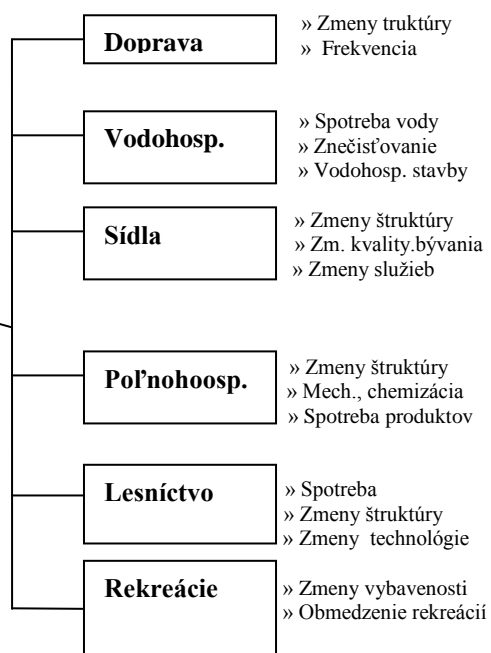 Doprava
» Zmeny truktúry
» Frekvencia
Vodohosp.
» Spotreba vody
» Znečisťovanie
» Vodohosp. stavby
Sídla
» Zmeny štruktúry
» Zm. kvality.bývania
» Zmeny služieb
Poľnohoosp.
» Zmeny štruktúry
» Mech., chemizácia
» Spotreba produktov
Lesníctvo
» Spotreba
» Zmeny štruktúry
» Zmeny technológie
Rekreácie
» Zmeny vybavenosti
» Obmedzenie rekreácií